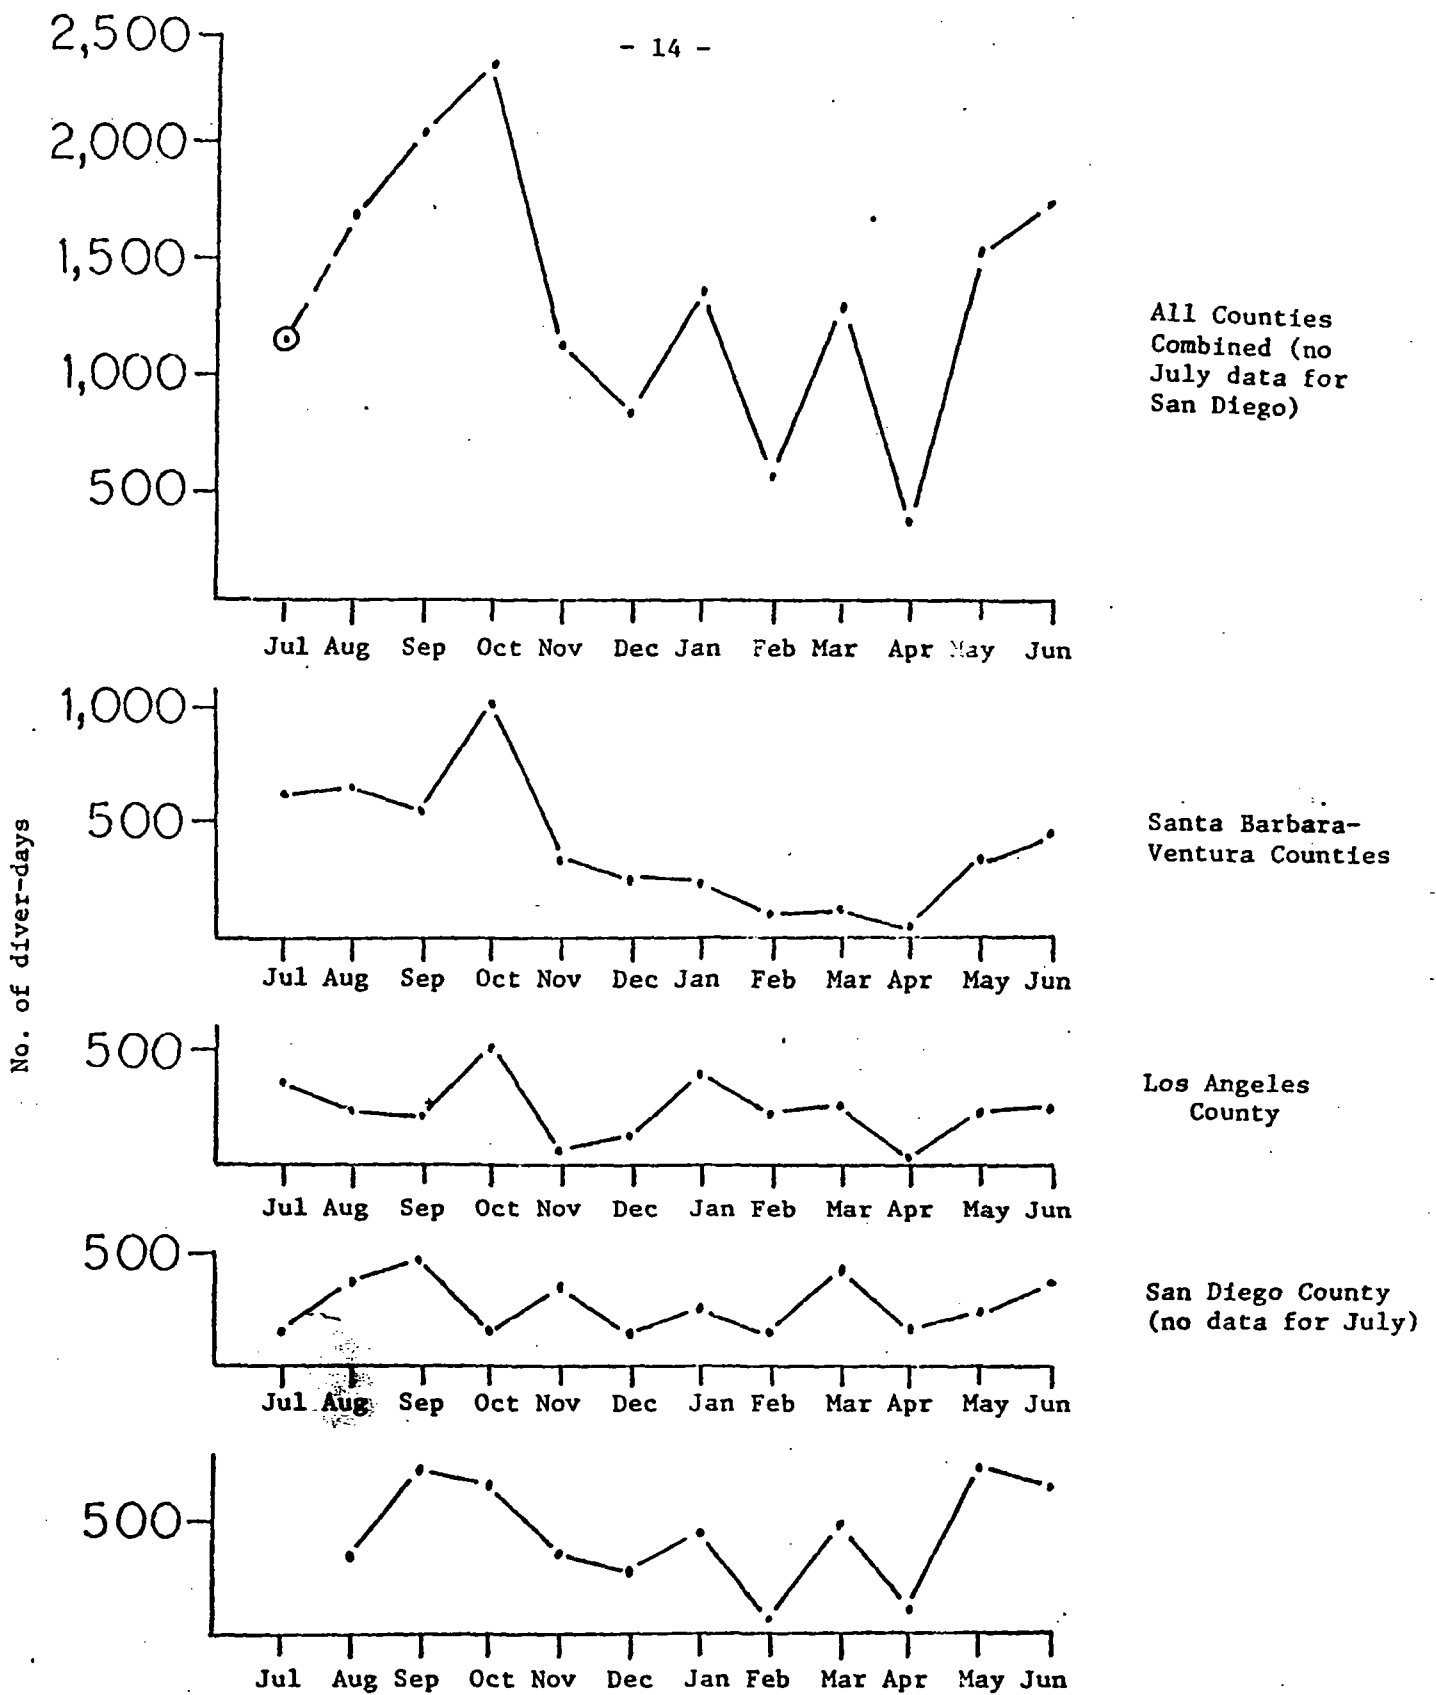 - 14 -
2,500
2,000
1,500
1,000
500
All Counties
Combined (no
July data for
San Diego)
Jul Aug Sep Oct Nov Dec Jan Feb Mar Apr May Jun
No. of diver-days
1,000
500
Santa Barbara-
Ventura Counties
Jul Aug Sep Oct Nov Dec Jan Feb Mar Apr May Jun
500
Los Angeles
County
Jul Aug Sep Oct Nov Dec Jan Feb Mar Apr May Jun
500
San Diego County
(no data for July)
Jul Aug Sep Oct Nov Dec Jan Feb Mar Apr May Jun
500
Jul Aug Sep Oct Nov Dec Jan Feb Mar Apr May Jun